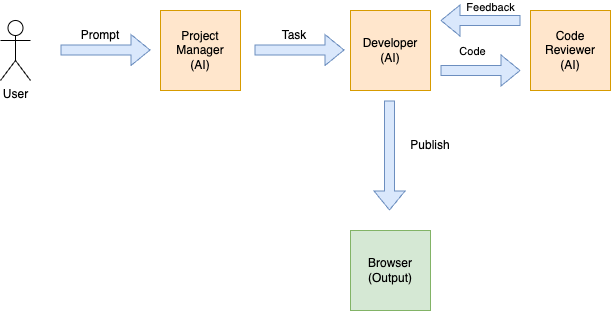 User
Prompt
Project
Manager
(AI)
Task
Developer
(AI)
Feedback
Code
Code
Reviewer
(AI)
Publish
Browser
(Output)